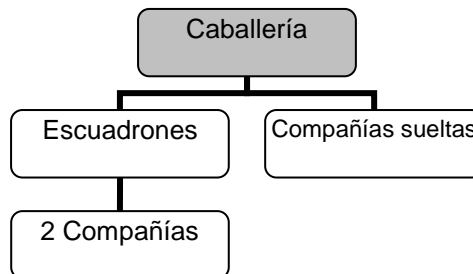 Caballería
Escuadrones
Compañías sueltas
2 Compañías